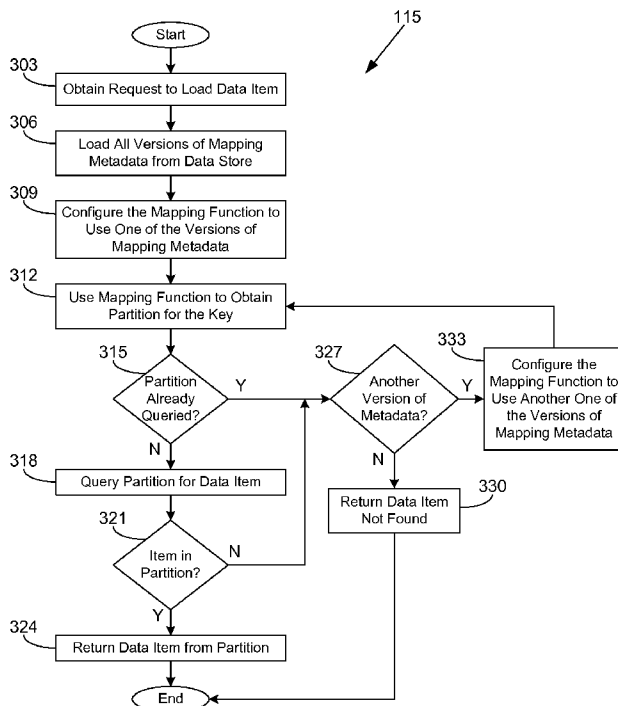 Start
115
303
Obtain Request to Load Data Item
306
Load All Versions of Mapping
Metadata from Data Store
309
Configure the Mapping Function to
Use One of the Versions of
Mapping Metadata
312
Use Mapping Function to Obtain
Partition for the Key
315
Partition
Already
Queried?
Y
N
327
Another
Version of
Metadata?
Y
N
333
Configure the
Mapping Function to
Use Another One of
the Versions of
Mapping Metadata
318
Query Partition for Data Item
330
Return Data Item
Not Found
321
Item in
Partition?
N
Y
324
Return Data Item from Partition
End